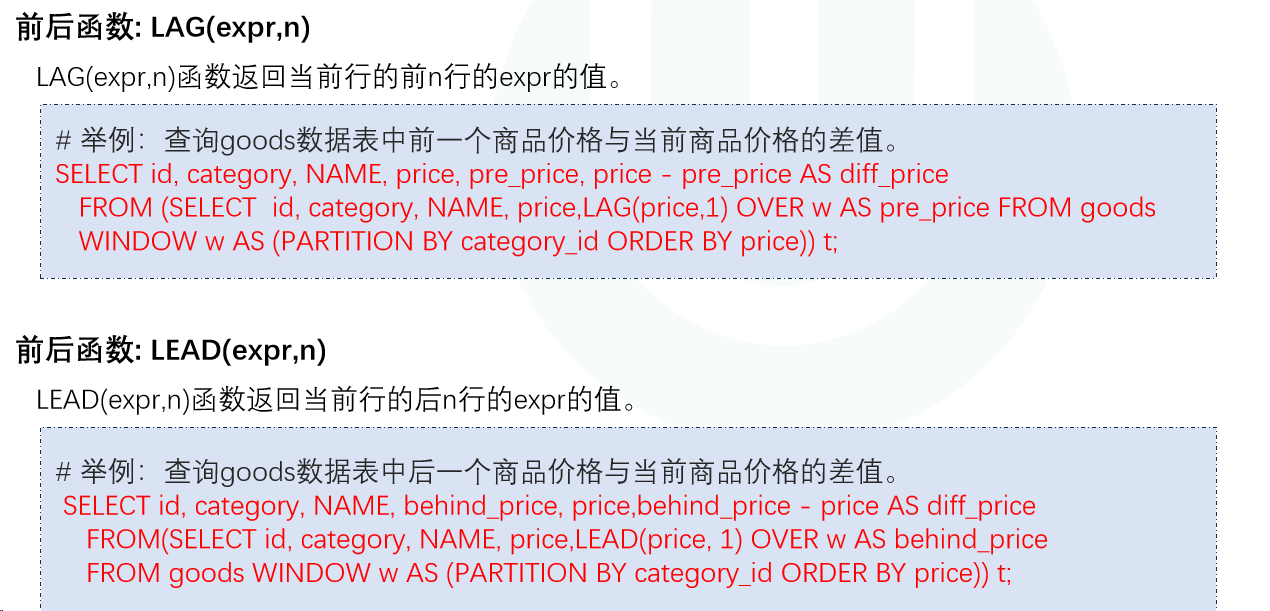 前后函数: LAG(expr,n)
LAG(expr,n)函数返回当前行的前n行的expr的值。
# 举例：查询goods数据表中前一个商品价格与当前商品价格的差值。
SELECT id, category, NAME, price, pre_price, price - pre_price AS diff_price
FROM (SELECT  id, category, NAME, price,LAG(price,1) OVER w AS pre_price FROM goods
WINDOW w AS (PARTITION BY category_id ORDER BY price)) t;
前后函数: LEAD(expr,n)
LEAD(expr,n)函数返回当前行的后n行的expr的值。
# 举例：查询goods数据表中后一个商品价格与当前商品价格的差值。
SELECT id, category, NAME, behind_price, price,behind_price - price AS diff_price
FROM(SELECT id, category, NAME, price,LEAD(price, 1) OVER w AS behind_price
FROM goods WINDOW w AS (PARTITION BY category_id ORDER BY price)) t;